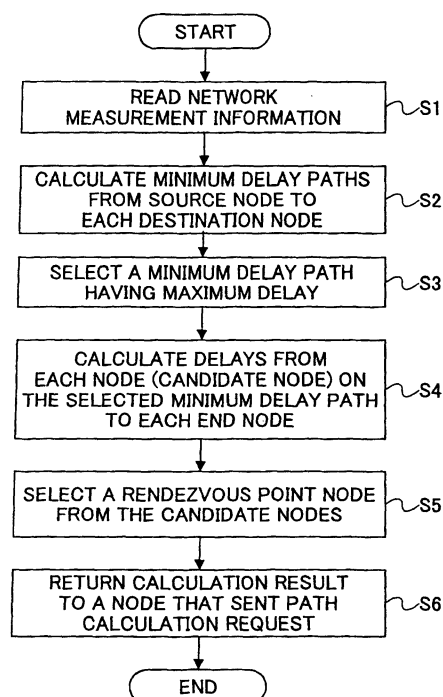 START
READ NETWORK
MEASUREMENT INFORMATION
S1
CALCULATE MINIMUM DELAY PATHS
FROM SOURCE NODE TO
EACH DESTINATION NODE
S2
SELECT A MINIMUM DELAY PATH
HAVING MAXIMUM DELAY
S3
CALCULATE DELAYS FROM
EACH NODE (CANDIDATE NODE) ON
THE SELECTED MINIMUM DELAY PATH
TO EACH END NODE
S4
SELECT A RENDEZVOUS POINT NODE
FROM THE CANDIDATE NODES
S5
RETURN CALCULATION RESULT
TO A NODE THAT SENT PATH
CALCULATION REQUEST
S6
END